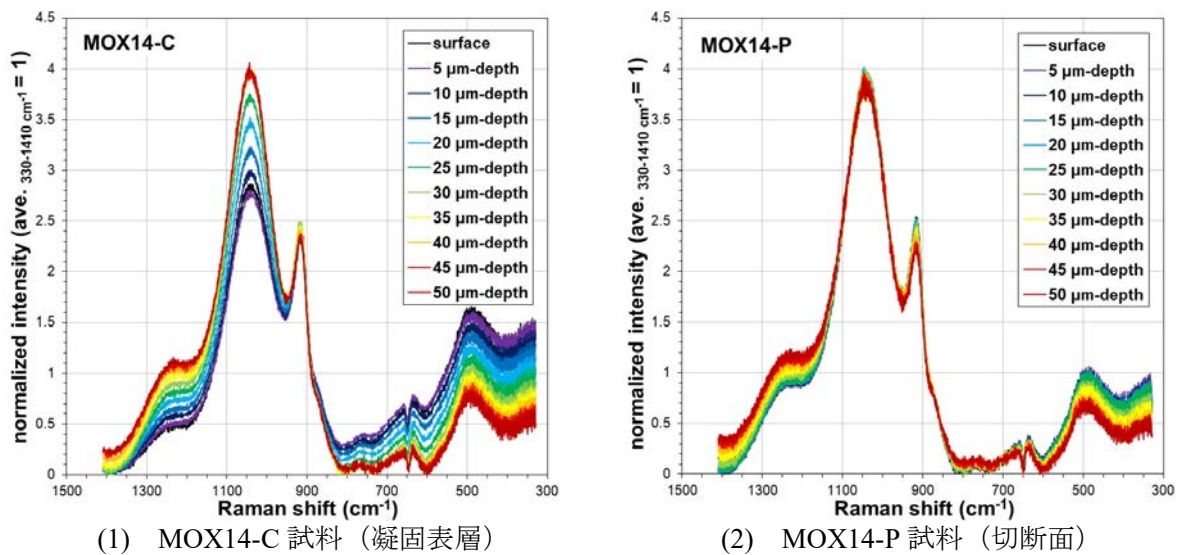 MOX14-C
surface
5 μm-depth
10 μm-depth
15 μm-depth
20 μm-depth
25 μm-depth
30 μm-depth
35 μm-depth
40 μm-depth
45 μm-depth
50 μm-depth
normalized intensity (ave. 330-1410 cm-1 = 1)
4.5
4
3.5
3
2.5
2
1.5
1
0.5
0
1500 1300 1100 900 700 500 300
Raman shift (cm-1)
(1) MOX14-C 試料（凝固表層）
MOX14-P
surface
5 μm-depth
10 μm-depth
15 μm-depth
20 μm-depth
25 μm-depth
30 μm-depth
35 μm-depth
40 μm-depth
45 μm-depth
50 μm-depth
normalized intensity (ave. 330-1410 cm-1 = 1)
4.5
4
3.5
3
2.5
2
1.5
1
0.5
0
1500 1300 1100 900 700 500 300
Raman shift (cm-1)
(2) MOX14-P 試料（切断面）